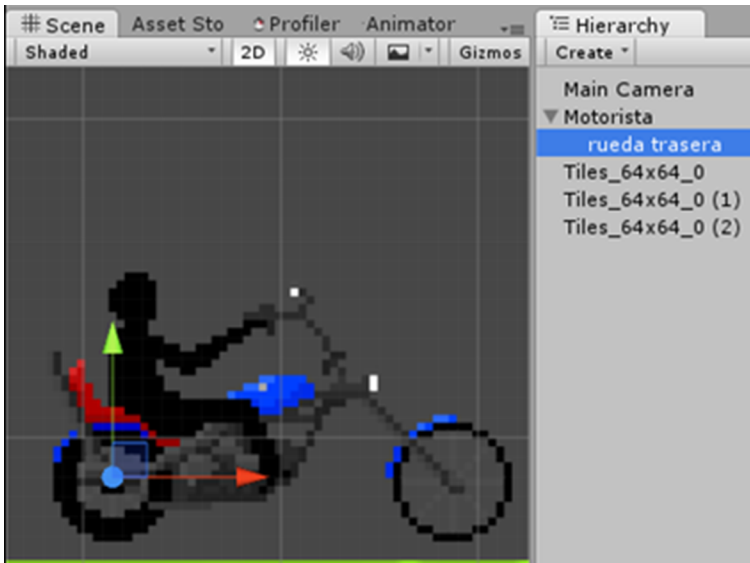 Scene Asset Sto Profiler Animator
Shaded 2D Gizmos
Hierarchy
Create
Main Camera
Motorista
rueda trasera
Tiles_64x64_0
Tiles_64x64_0 (1)
Tiles_64x64_0 (2)